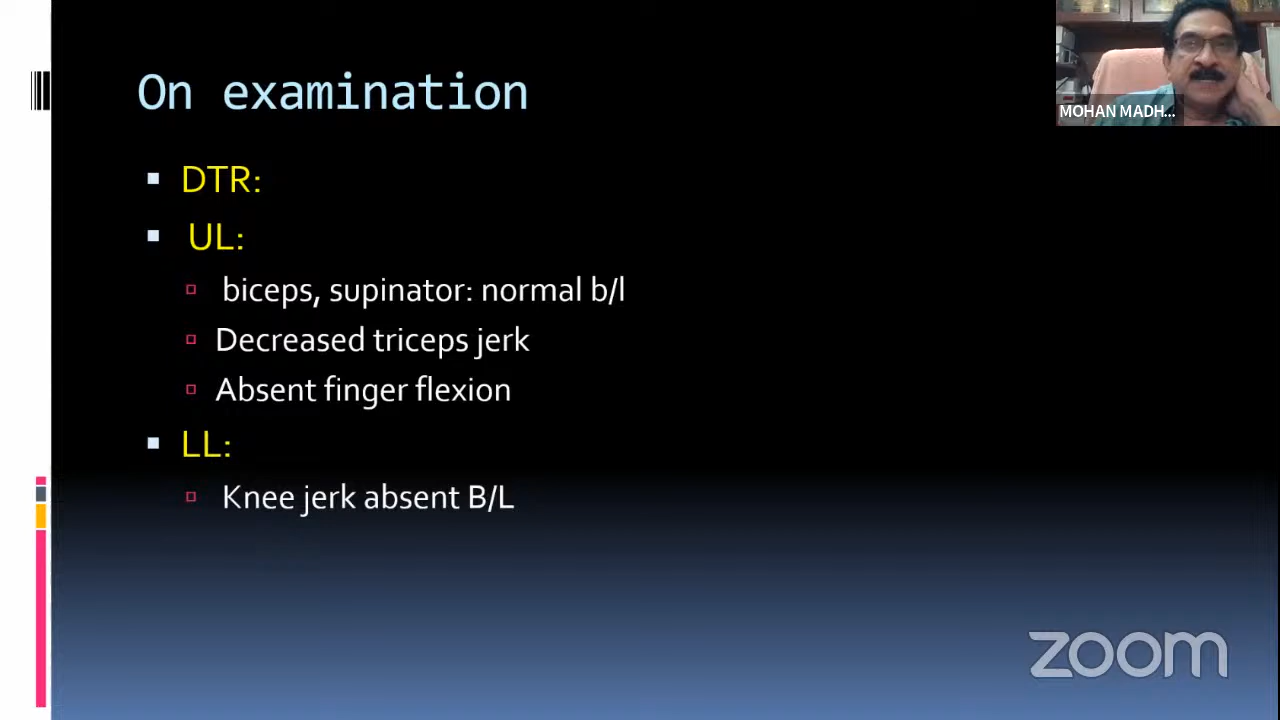 On examination
MOHAN MADH...
DTR:
UL:
biceps, supinator: normal b/l
Decreased triceps jerk
Absent finger flexion
LL:
Knee jerk absent B/L
zoom